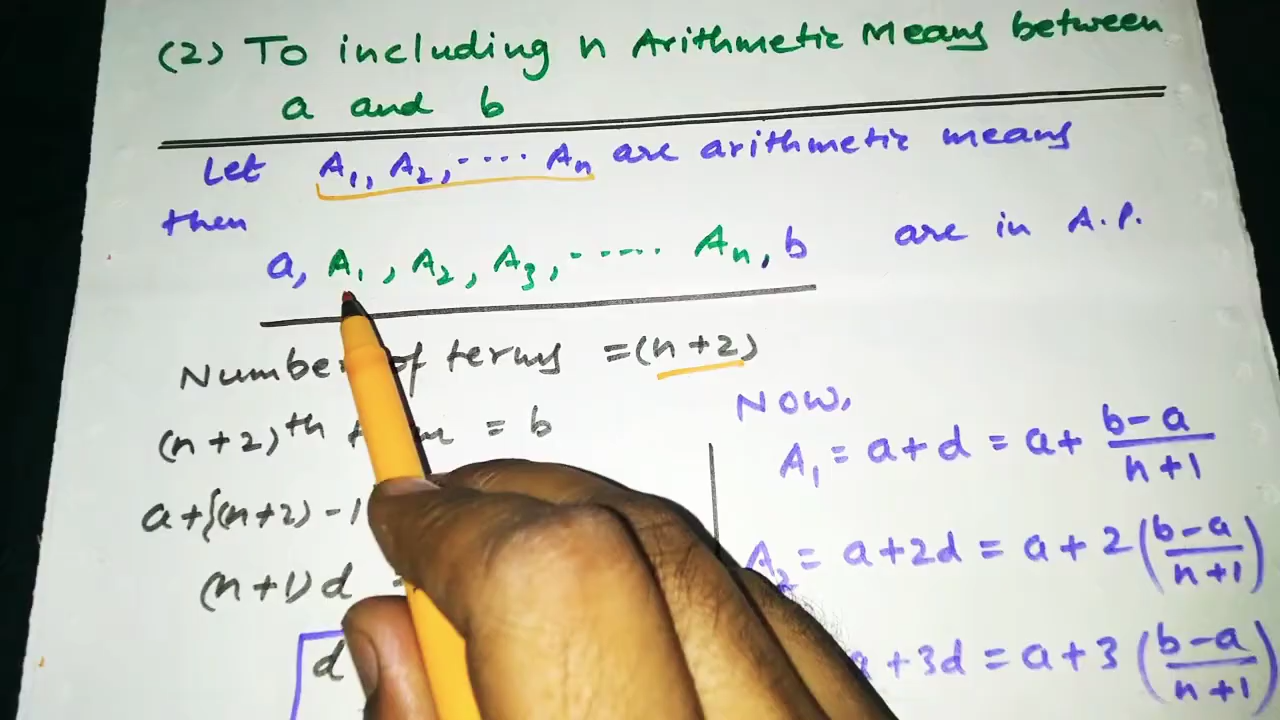 (2) To including n Arithmetic Means between
a and b
Let A₁, A₂, ..... Aₙ are arithmetic means
then
a, A₁, A₂, A₃, ..... Aₙ, b are in A.P.
Number of terms = (n+2)
(n+2)ᵗʰ = b
a+{(n+2)-1
(n+1)d
d
Now,
A₁ = a+d = a+ (b-a)/(n+1)
A₂ = a+2d = a+2((b-a)/(n+1))
a+3d = a+3((b-a)/(n+1))